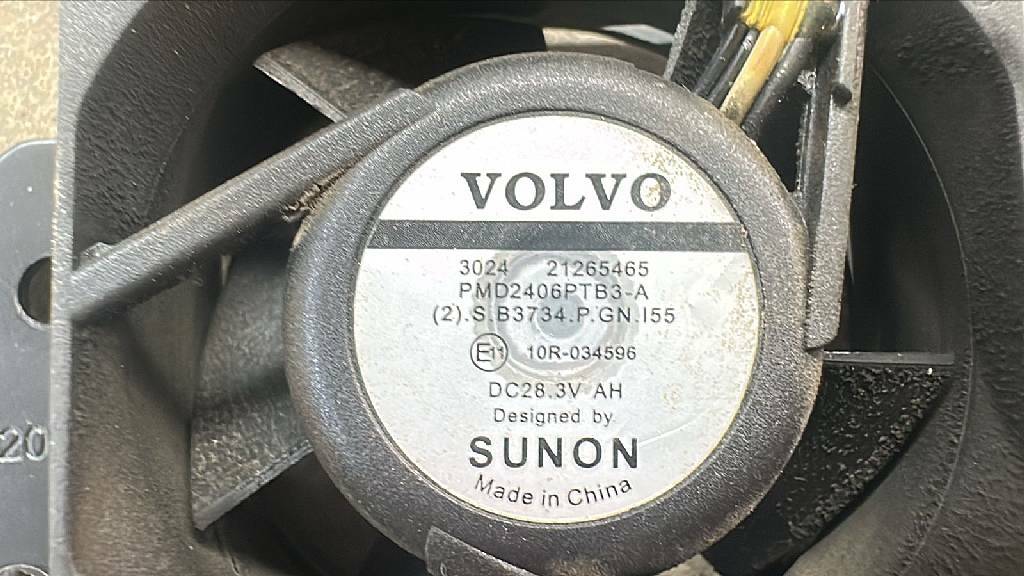 VOLVO
3024 21265465
PMD2406PTB3-A
(2).S.B3734.P.GN.I55
E11 10R-034596
DC28.3V AH
Designed by
SUNON
Made in China
20